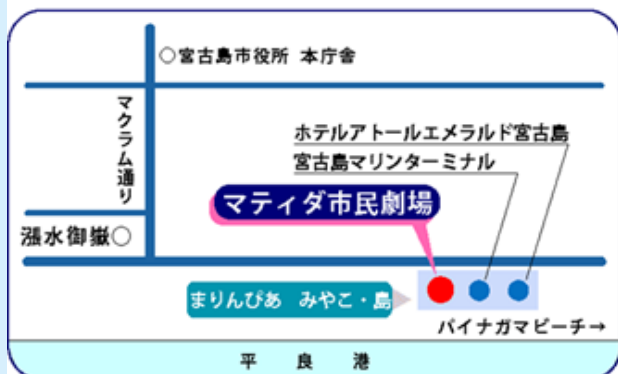 ○宮古島市役所 本庁舎
マクラム通り
ホテルアトールエメラルド宮古島
宮古島マリンターミナル
マティダ市民劇場
漲水御嶽○
まりんぴあ みやこ・島
パイナガマビーチ→
平良港